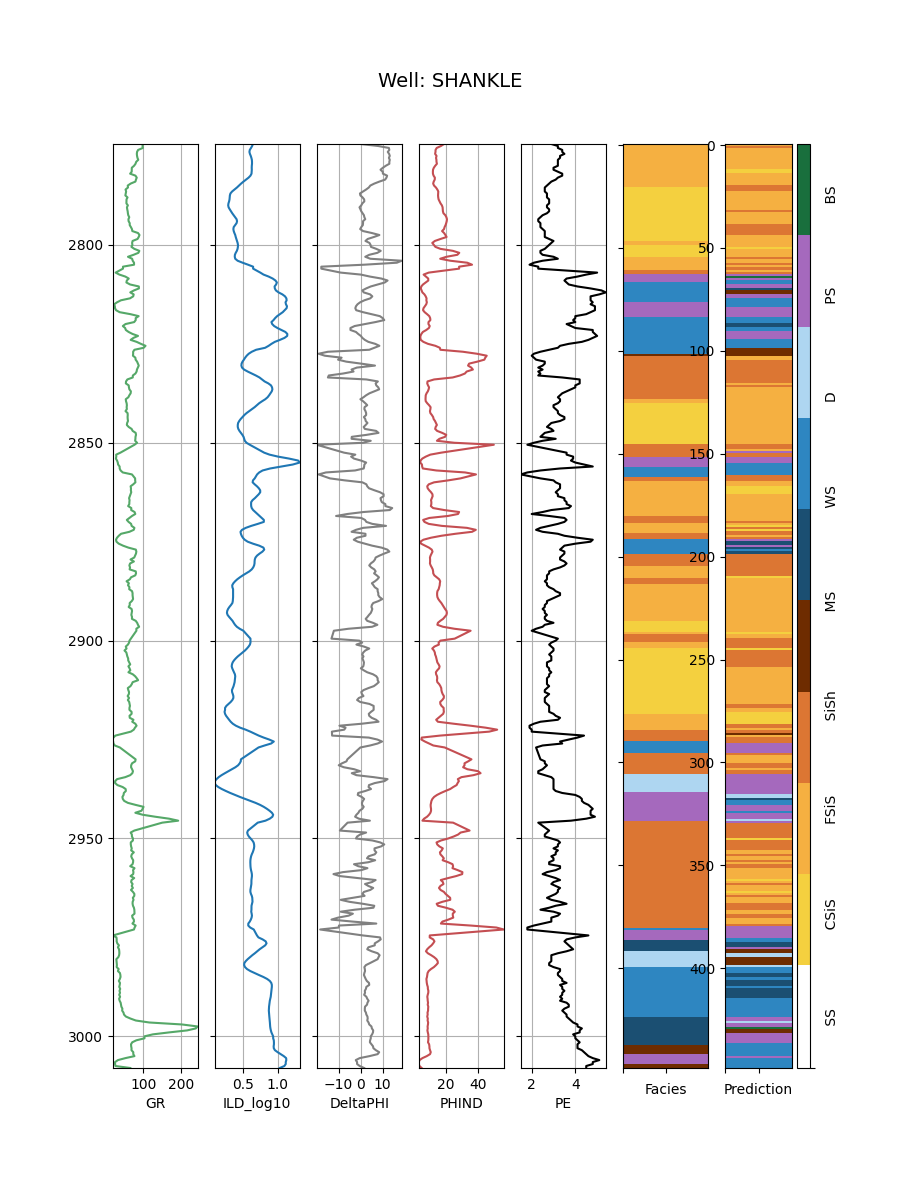 Well: SHANKLE
2800
2850
2900
2950
3000
100 200
GR
0.5 1.0
ILD_log10
−10 0 10
DeltaPHI
20 40
PHIND
2 4
PE
Facies
0
50
100
150
200
250
300
350
400
Prediction
BS
PS
D
WS
MS
SiSh
FSiS
CSiS
SS